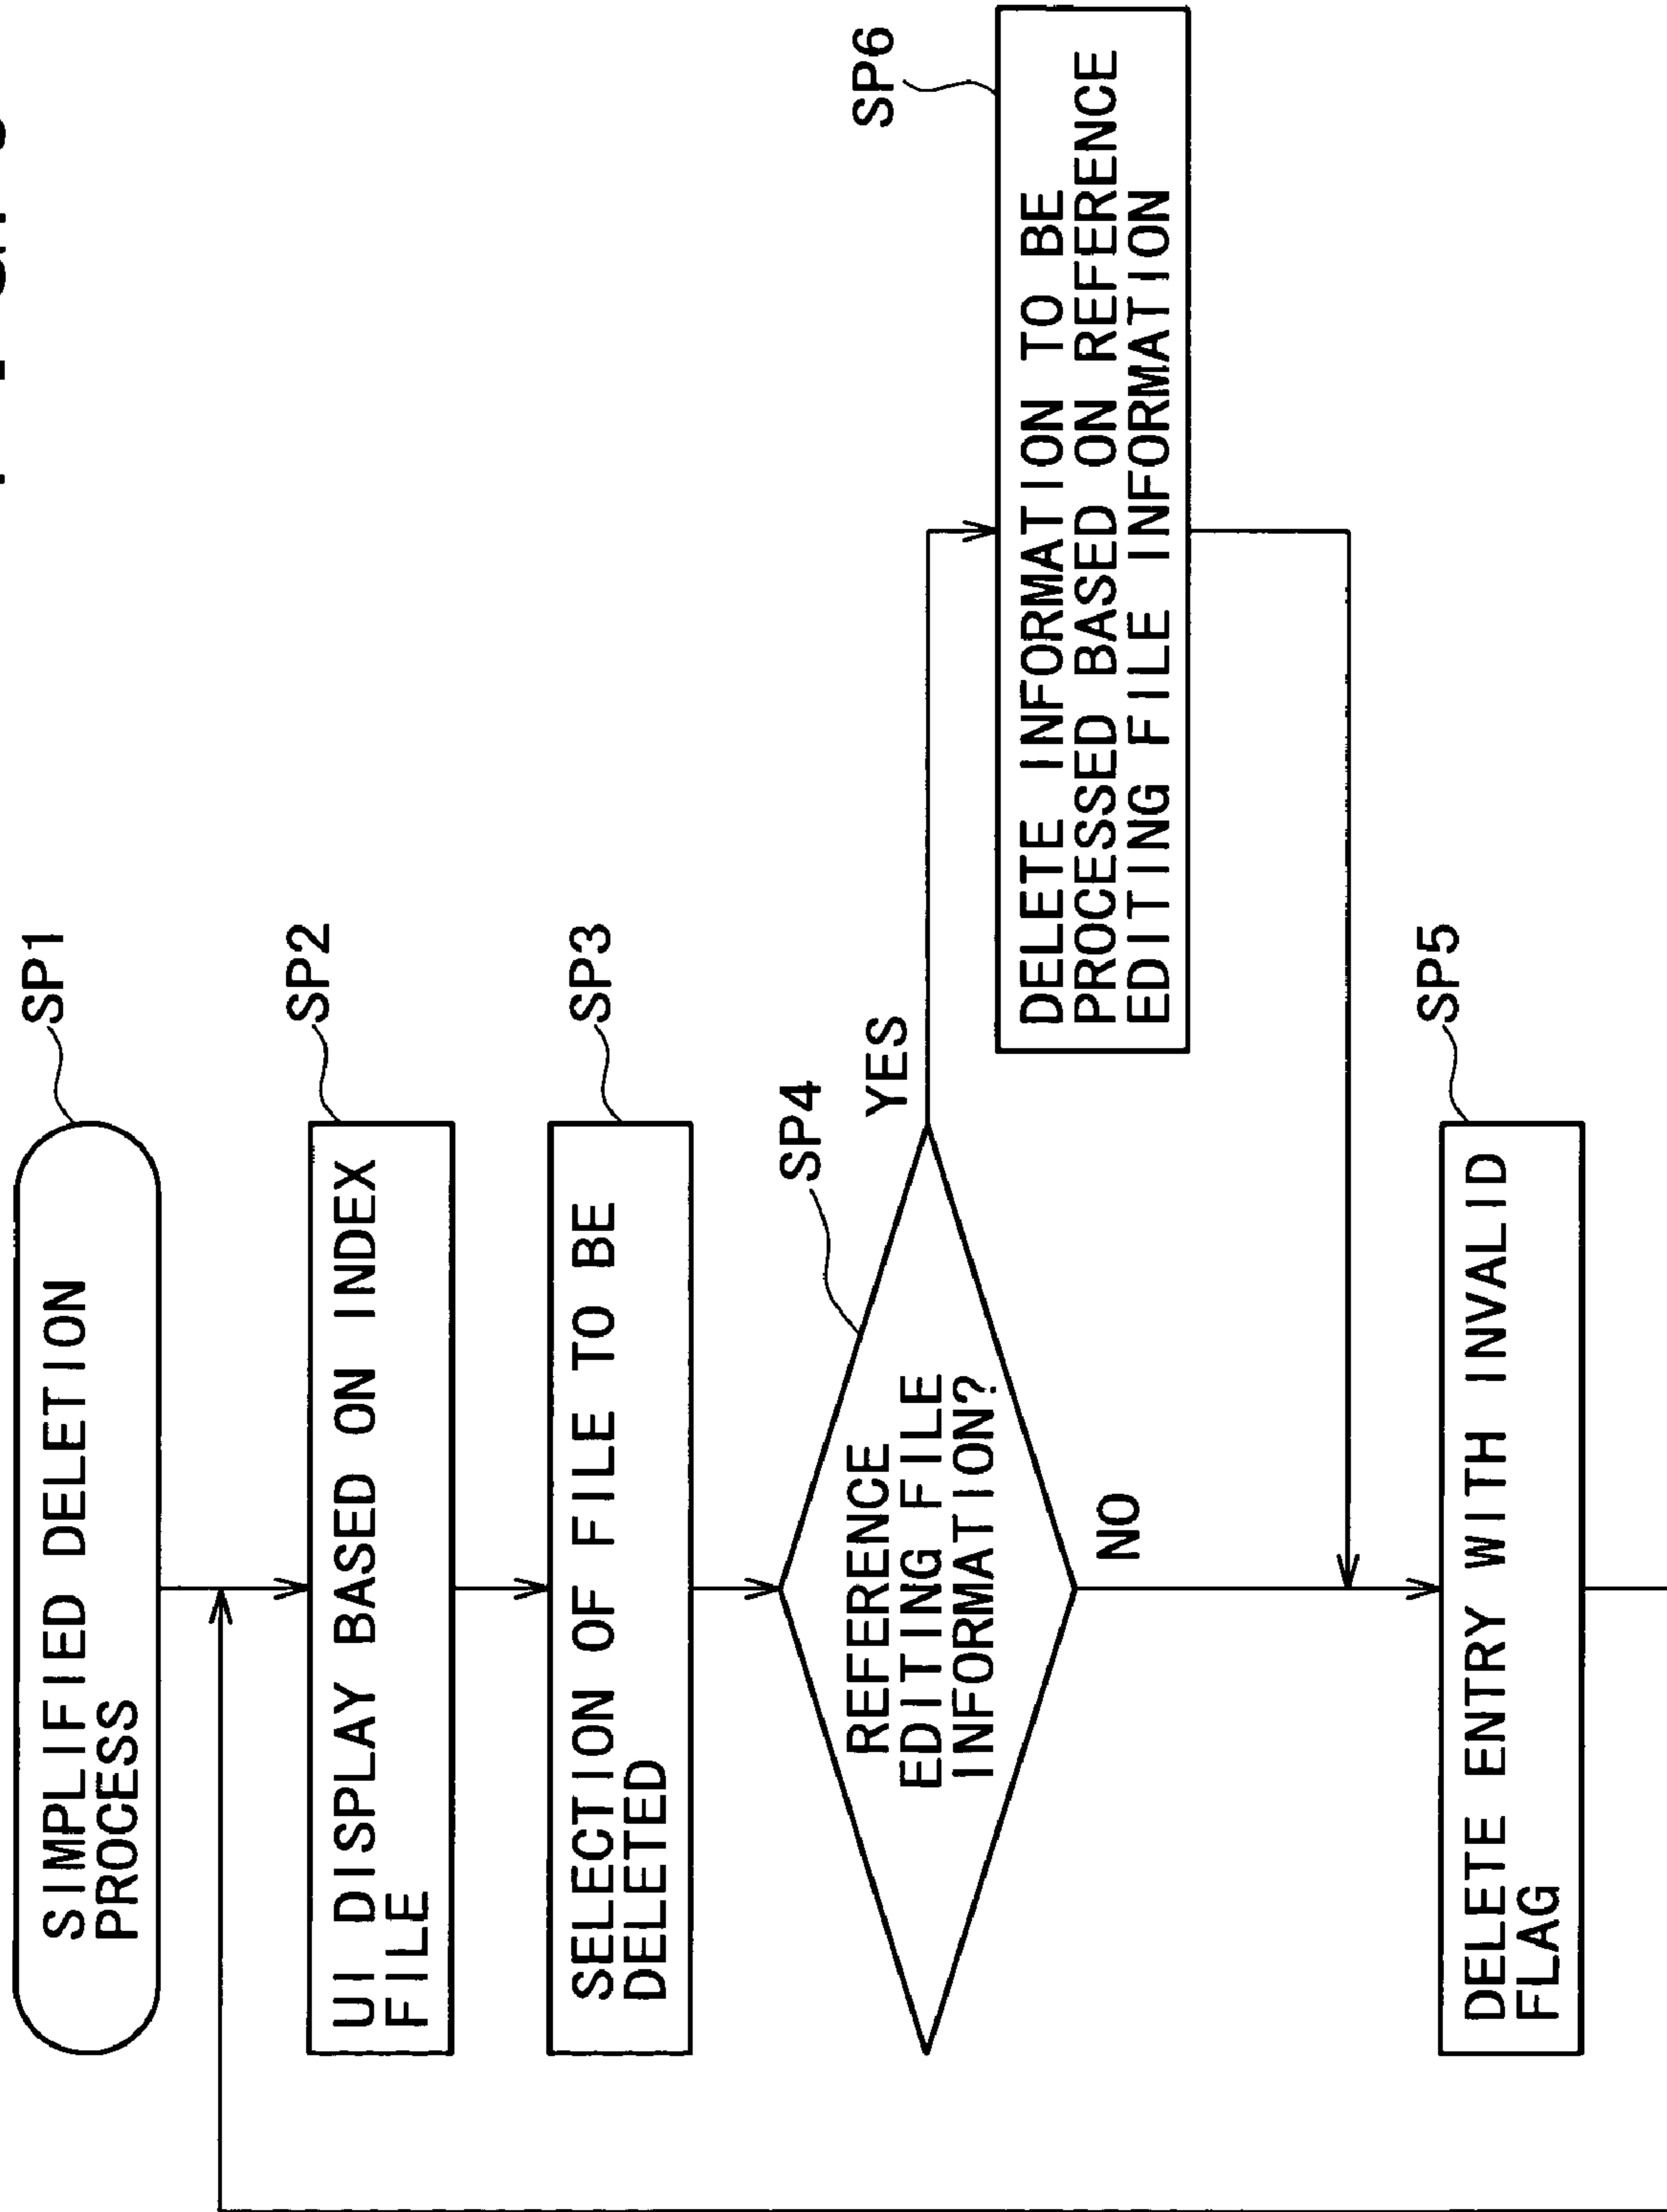 SP1
SIMPLIFIED DELETION
PROCESS
SP2
UI DISPLAY BASED ON INDEX
FILE
SP3
SELECTION OF FILE TO BE
DELETED
SP4
REFERENCE
EDITING FILE
INFORMATION?
YES
NO
SP6
DELETE INFORMATION TO BE
PROCESSED BASED ON REFERENCE
EDITING FILE INFORMATION
SP5
DELETE ENTRY WITH INVALID
FLAG